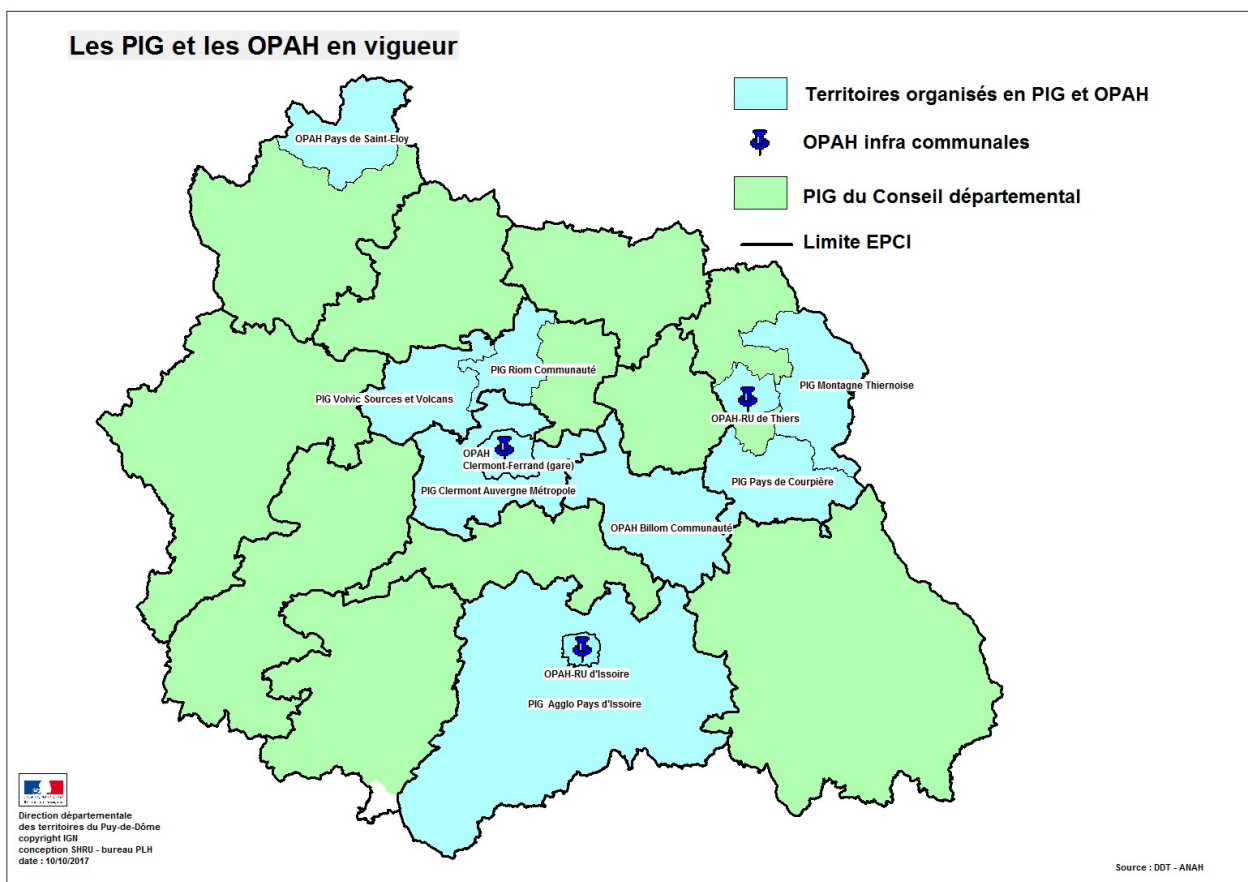 Les PIG et les OPAH en vigueur
Territoires organisés en PIG et OPAH
OPAH infra communales
PIG du Conseil départemental
Limite EPCI
OPAH Pays de Saint-Eloy
PIG Riom Communauté
PIG Volvic Sources et Volcans
PIG Montagne Thiernoise
OPAH-RU de Thiers
OPAH
Clermont-Ferrand (gare)
PIG Clermont Auvergne Métropole
PIG Pays de Courpière
OPAH Billom Communauté
OPAH-RU d'Issoire
PIG Agglo Pays d'Issoire
Direction départementale
des territoires du Puy-de-Dôme
copyright IGN
conception SHRU - bureau PLH
date : 10/10/2017
Source : DDT - ANAH